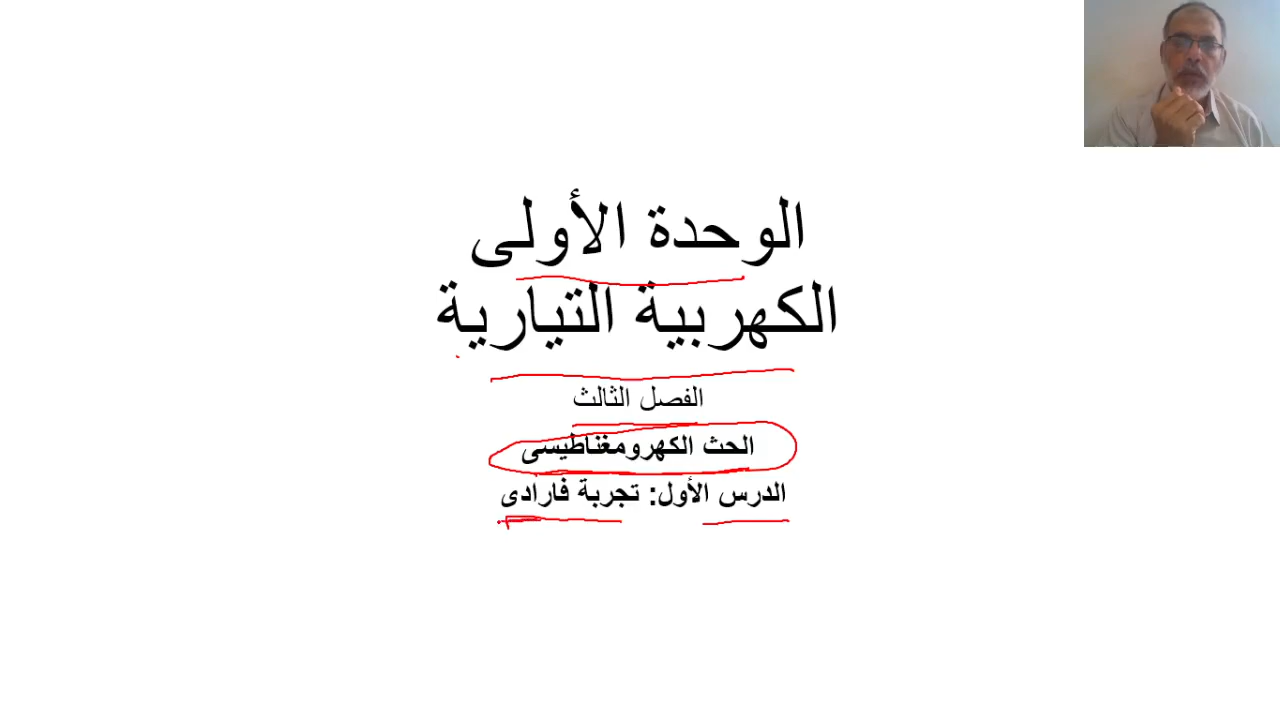 الوحدة الأولى
الكهربية التيارية
الفصل الثالث
الحث الكهرومغناطيسى
الدرس الأول: تجربة فارادى